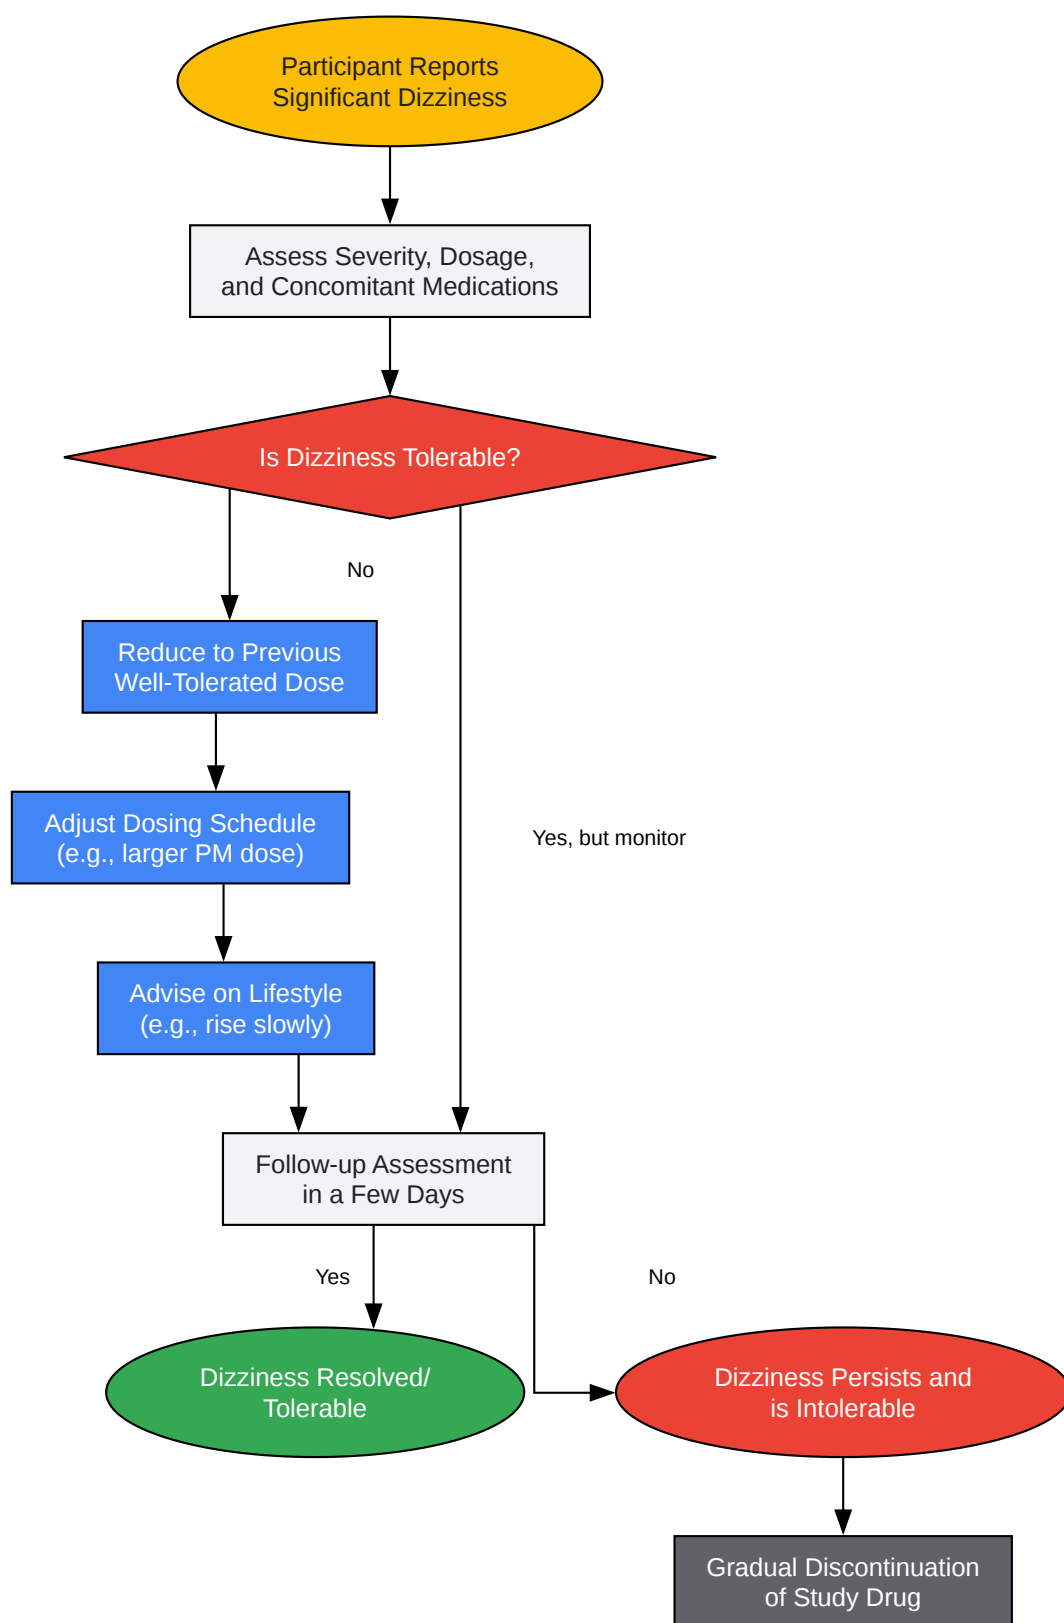 Participant Reports
Significant Dizziness
Assess Severity, Dosage,
and Concomitant Medications
Is Dizziness Tolerable?
No
Reduce to Previous
Well-Tolerated Dose
Adjust Dosing Schedule
(e.g., larger PM dose)
Yes, but monitor
Advise on Lifestyle
(e.g., rise slowly)
Follow-up Assessment
in a Few Days
Yes
No
Dizziness Resolved/
Tolerable
Dizziness Persists and
is Intolerable
Gradual Discontinuation
of Study Drug